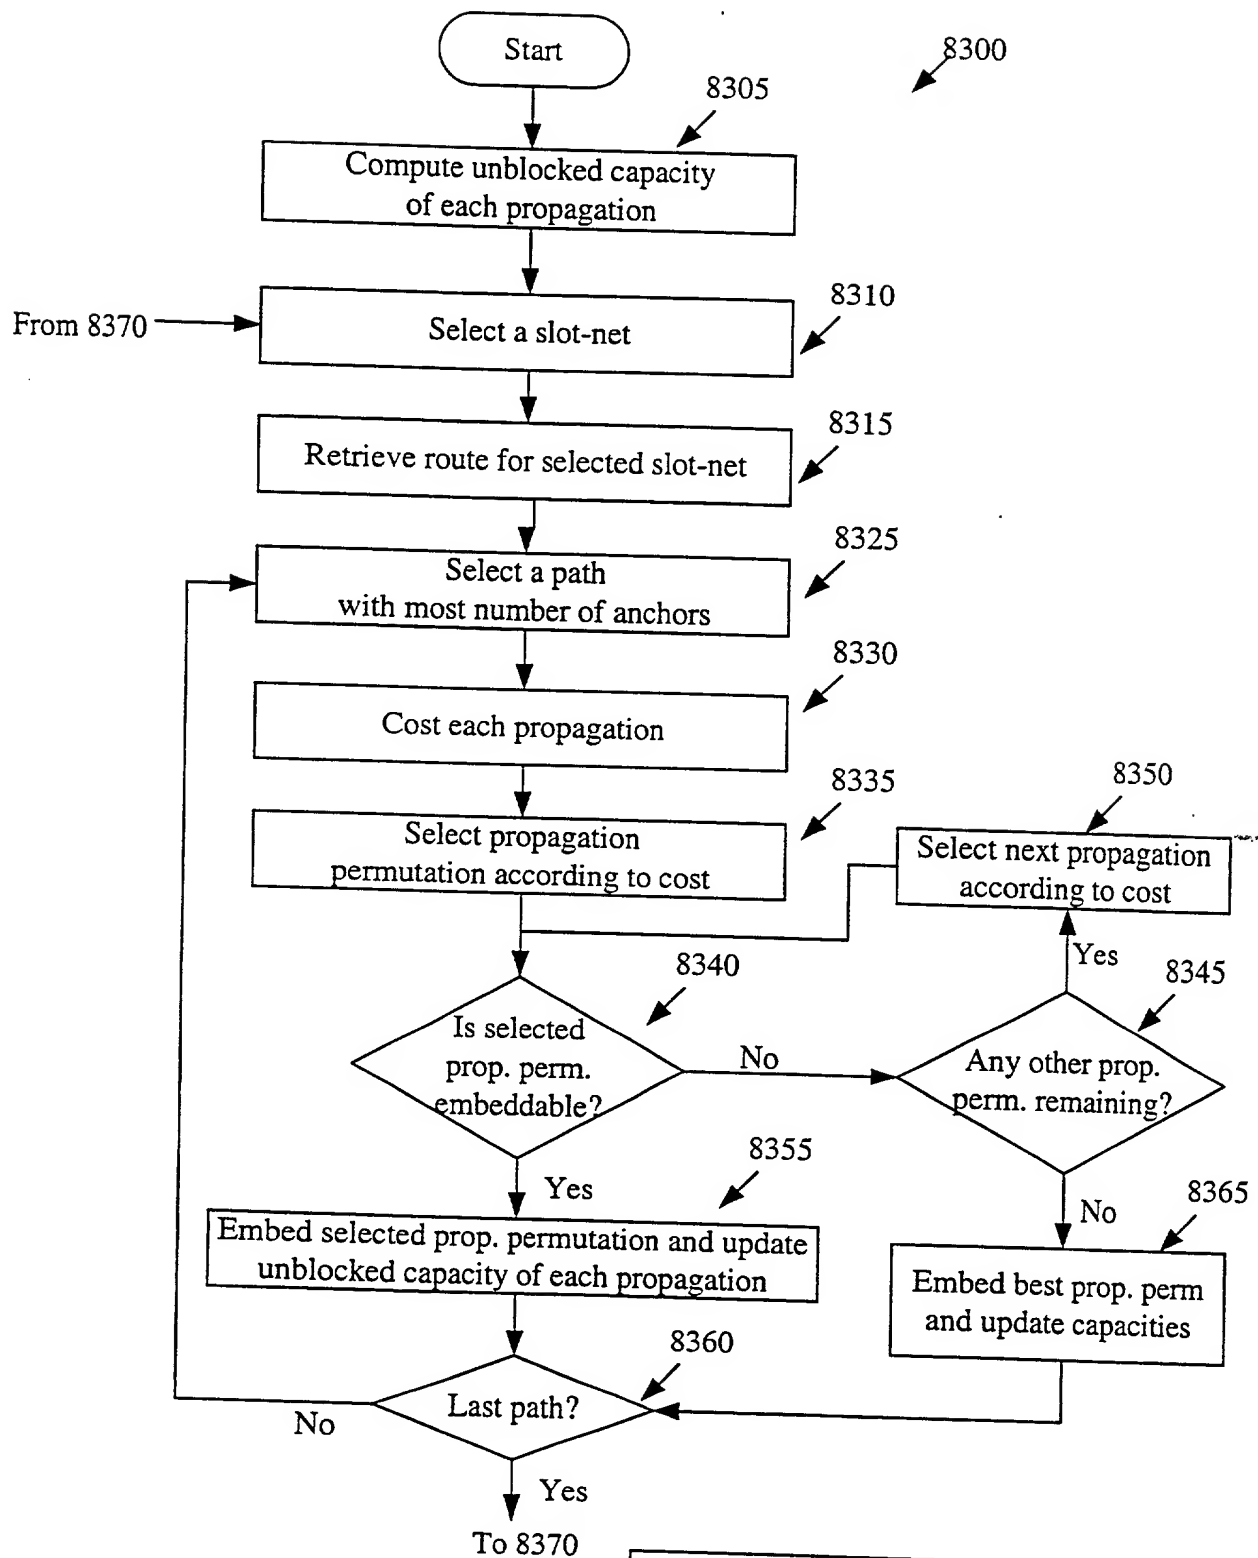 Start
8300
8305
Compute unblocked capacity
of each propagation
8310
From 8370
Select a slot-net
8315
Retrieve route for selected slot-net
8325
Select a path
with most number of anchors
8330
Cost each propagation
8335
Select propagation
permutation according to cost
8350
Select next propagation
according to cost
Yes
8340
8345
Is selected
prop. perm.
embeddable?
No
Any other prop.
perm. remaining?
8355
Yes
8365
No
Embed selected prop. permutation and update
unblocked capacity of each propagation
Embed best prop. perm
and update capacities
8360
Last path?
No
Yes
To 8370